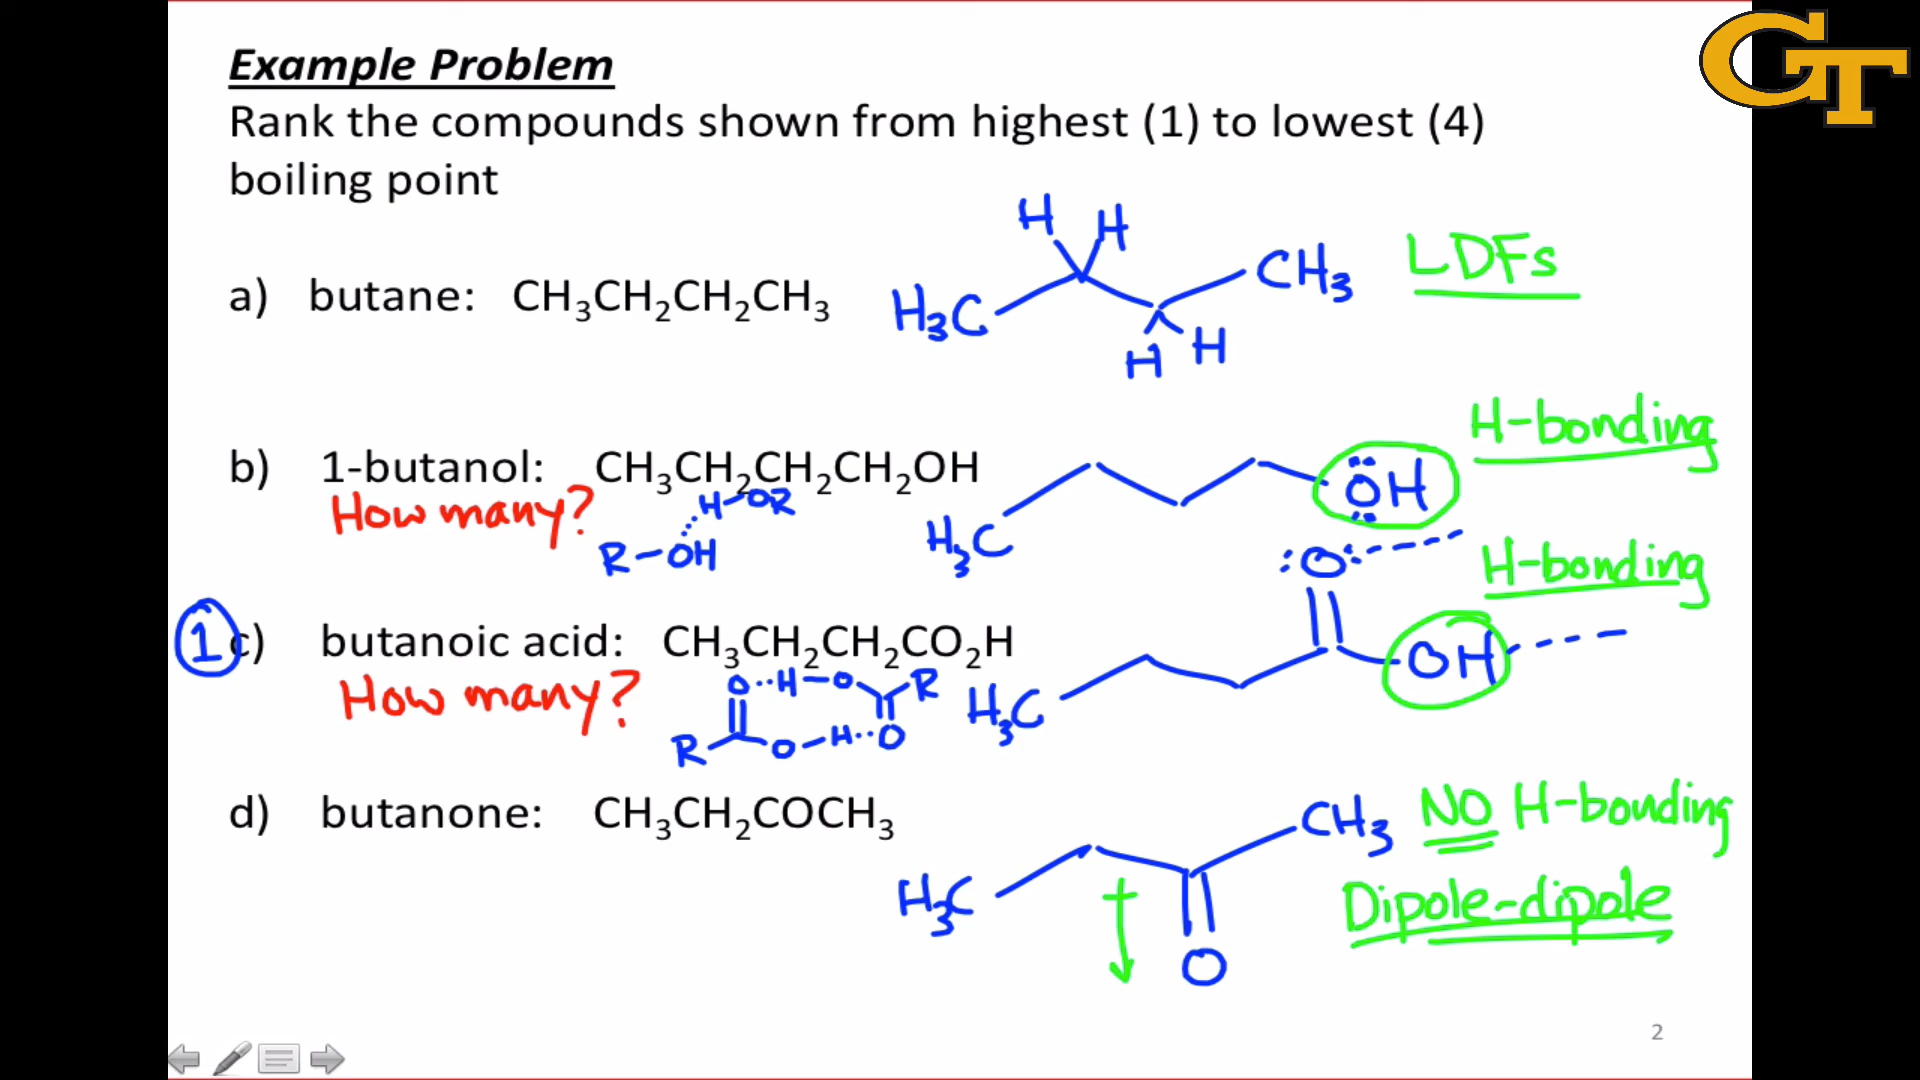 GT
Example Problem
Rank the compounds shown from highest (1) to lowest (4)
boiling point
a) butane: CH₃CH₂CH₂CH₃
H H
H₃C CH₃
H H
LDFs
b) 1-butanol: CH₃CH₂CH₂CH₂OH
How many?
H-OR
R-OH
H₃C OH
H-bonding
1
c) butanoic acid: CH₃CH₂CH₂CO₂H
How many?
O··H-O R
R O-H··O
:O:
H₃C OH
H-bonding
d) butanone: CH₃CH₂COCH₃
H₃C CH₃
O
NO H-bonding
Dipole-dipole
2